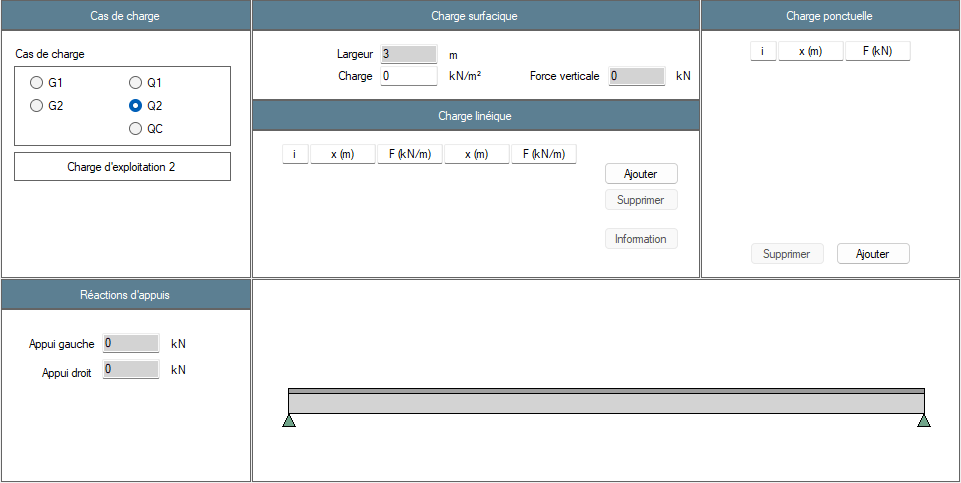 Cas de charge
Cas de charge
G1 Q1
G2 Q2
QC
Charge d'exploitation 2
Charge surfacique
Largeur 3 m
Charge 0 kN/m² Force verticale 0 kN
Charge linéique
i x (m) F (kN/m) x (m) F (kN/m)
Ajouter
Supprimer
Information
Charge ponctuelle
i x (m) F (kN)
Supprimer Ajouter
Réactions d'appuis
Appui gauche 0 kN
Appui droit 0 kN